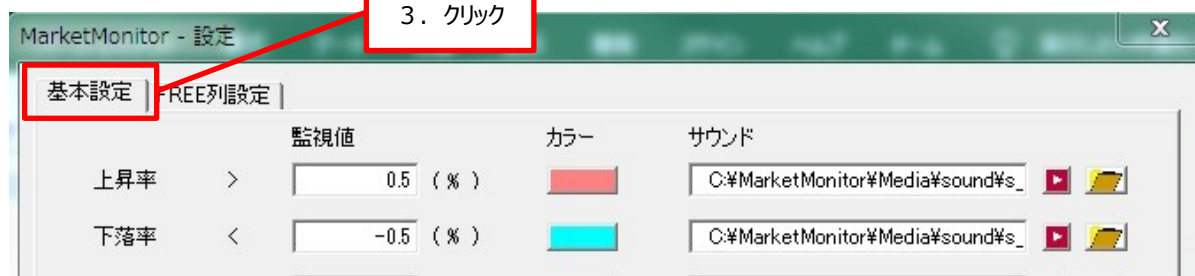 3．クリック
MarketMonitor - 設定
基本設定 FREE列設定
監視値 カラー サウンド
上昇率 > 0.5 ( % ) C:¥MarketMonitor¥Media¥sound¥s_
下落率 < -0.5 ( % ) C:¥MarketMonitor¥Media¥sound¥s_